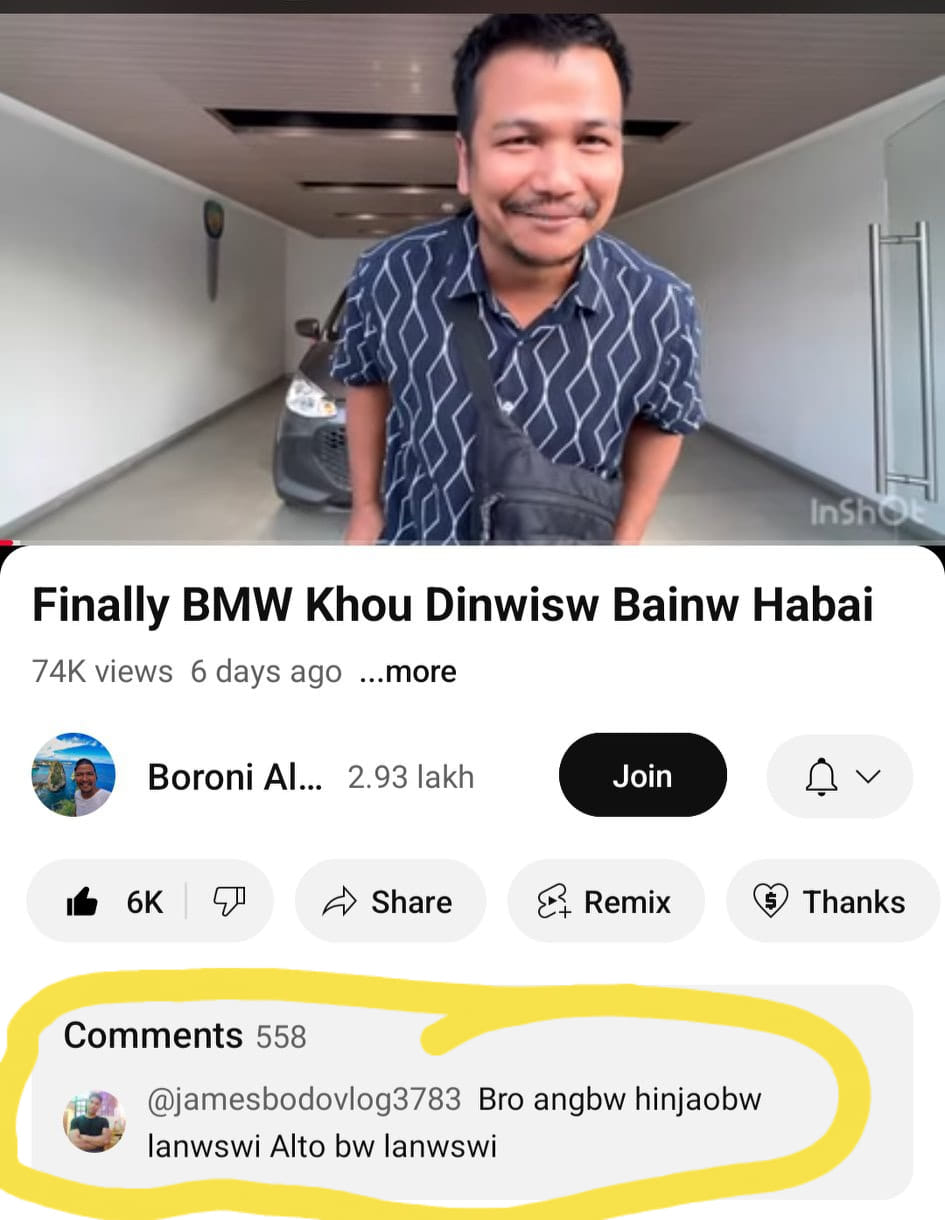 InShOt
Finally BMW Khou Dinwisw Bainw Habai
74K views 6 days ago ...more
Boroni Al... 2.93 lakh Join
6K Share Remix Thanks
Comments 558
@jamesbodovlog3783 Bro angbw hinjaobw
lanwswi Alto bw lanwswi